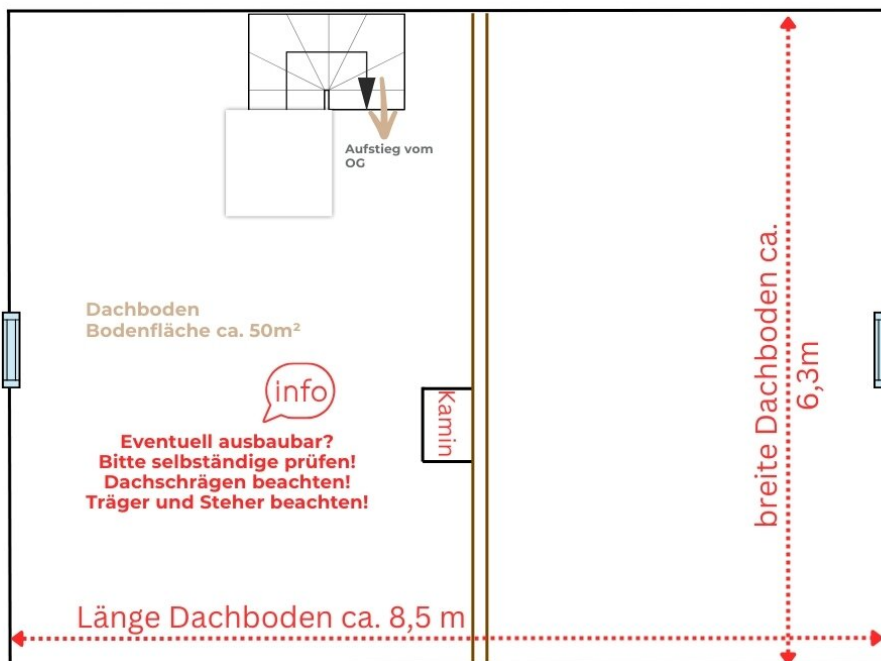 Aufstieg vom
OG
Dachboden
Bodenfläche ca. 50m²
info
Eventuell ausbaubar?
Bitte selbständige prüfen!
Dachschrägen beachten!
Träger und Steher beachten!
Kamin
breite Dachboden ca.
6,3m
Länge Dachboden ca. 8,5 m